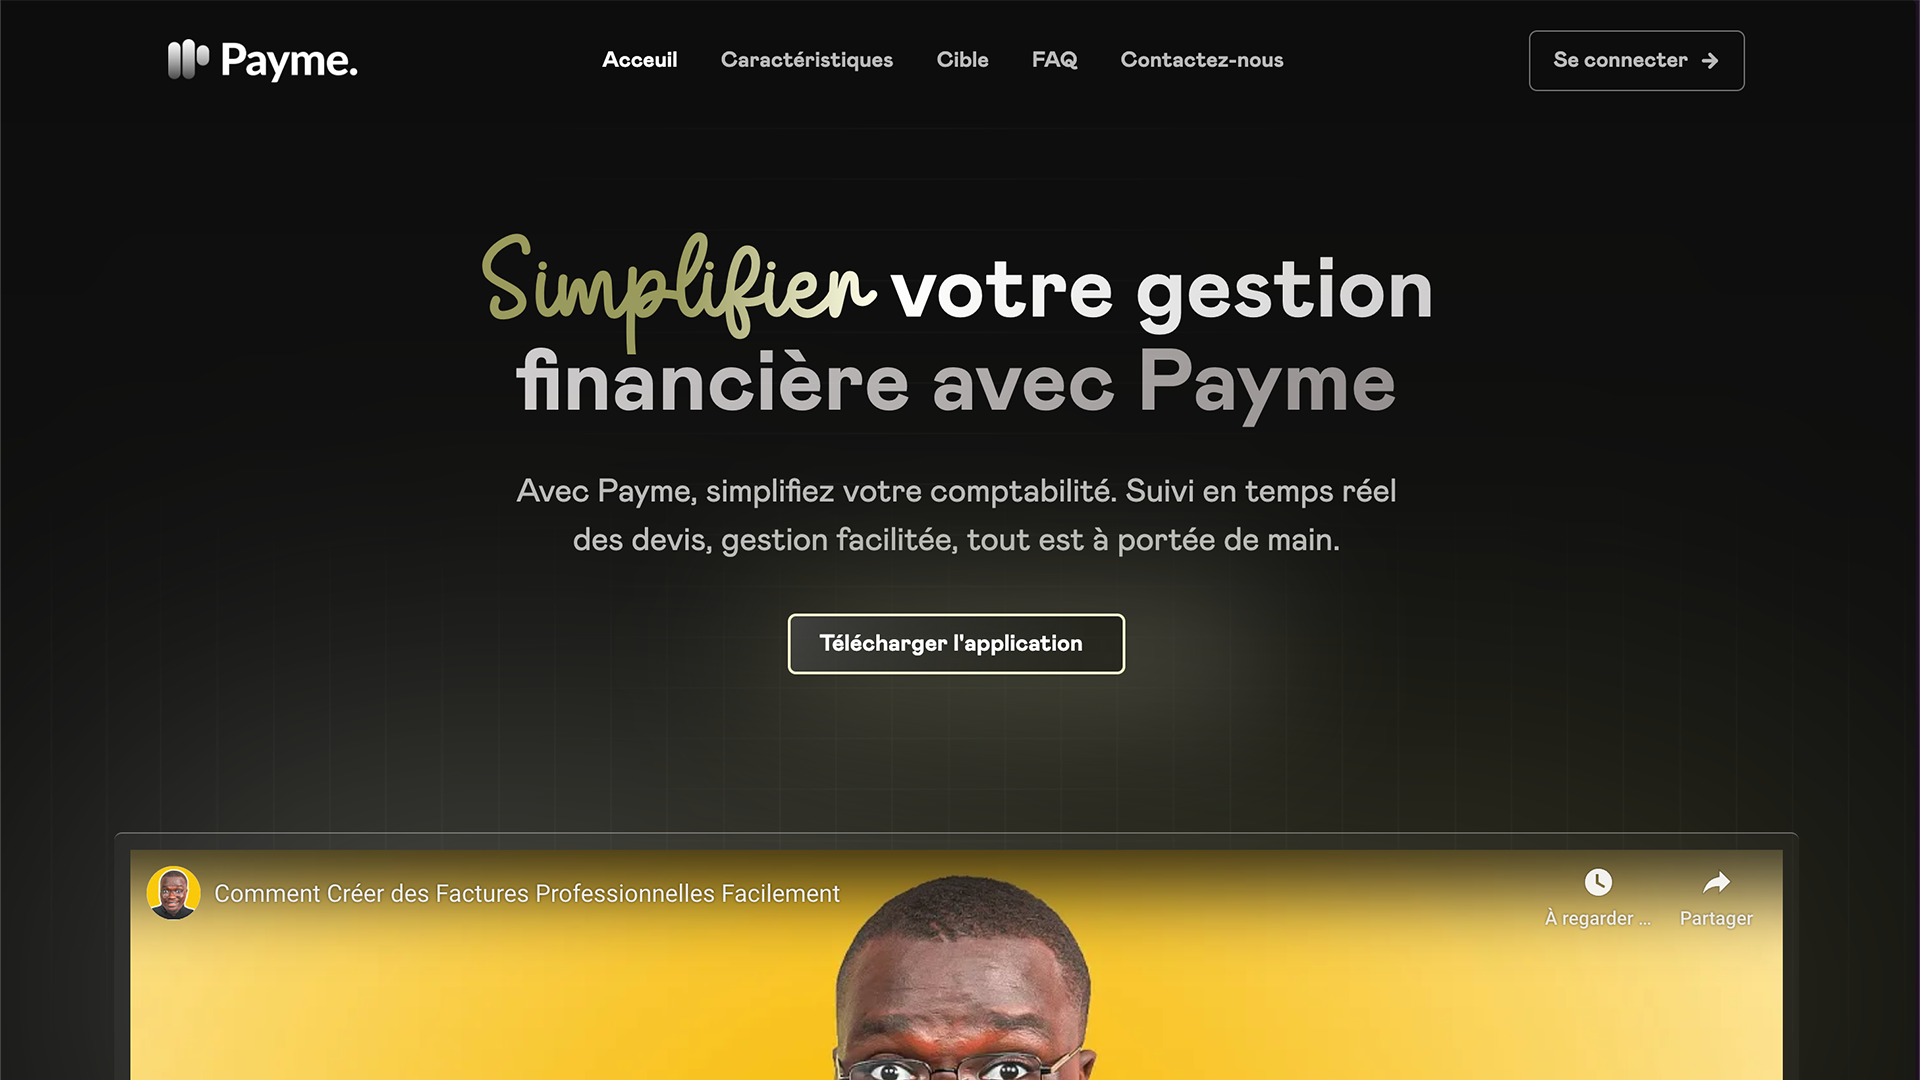 Payme.
Acceuil
Caractéristiques
Cible
FAQ
Contactez-nous
Se connecter
Simplifier votre gestion
financière avec Payme
Avec Payme, simplifiez votre comptabilité. Suivi en temps réel
des devis, gestion facilitée, tout est à portée de main.
Télécharger l'application
Comment Créer des Factures Professionnelles Facilement
À regarder ...
Partager